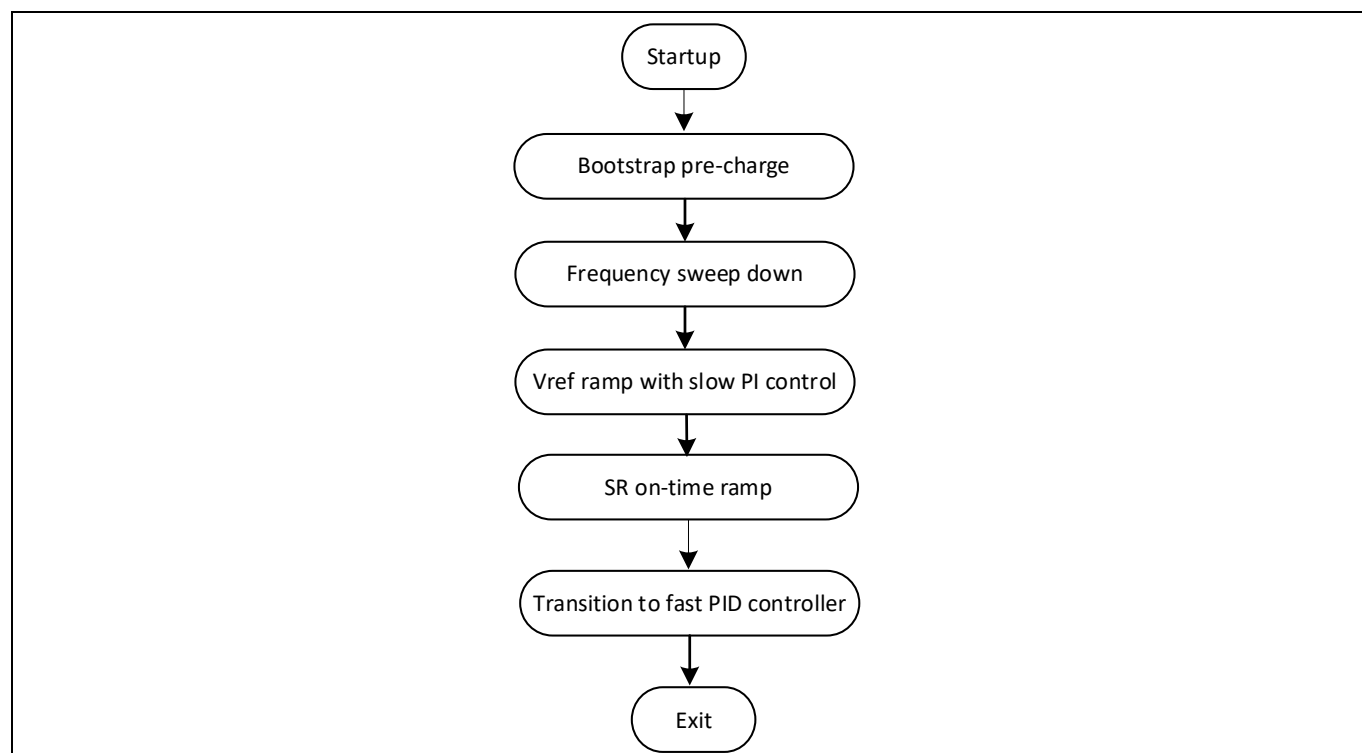 Startup
Bootstrap pre-charge
Frequency sweep down
Vref ramp with slow PI control
SR on-time ramp
Transition to fast PID controller
Exit